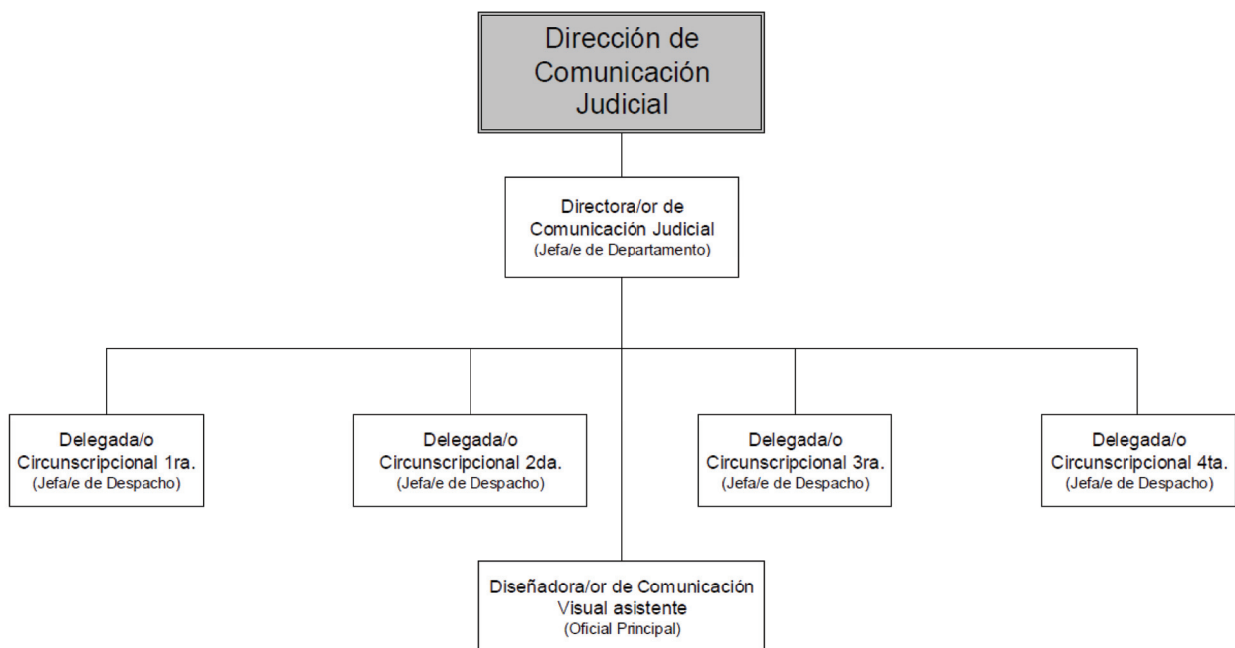 Dirección de
Comunicación
Judicial
Directora/or de
Comunicación Judicial
(Jefa/e de Departamento)
Delegada/o
Circunscripcional 1ra.
(Jefa/e de Despacho)
Delegada/o
Circunscripcional 2da.
(Jefa/e de Despacho)
Delegada/o
Circunscripcional 3ra.
(Jefa/e de Despacho)
Delegada/o
Circunscripcional 4ta.
(Jefa/e de Despacho)
Diseñadora/or de Comunicación
Visual asistente
(Oficial Principal)